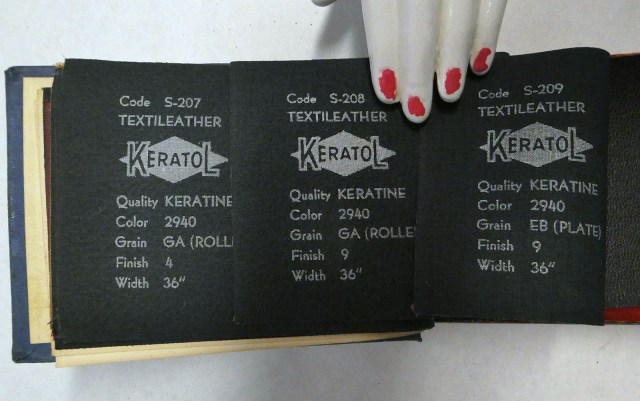 Code S-207
TEXTILEATHER
KERATOL
Quality KERATINE
Color 2940
Grain GA (ROLL
Finish 4
Width 36"
Code S-208
TEXTILEATHER
KERATOL
Quality KERATINE
Color 2940
Grain GA (ROLLE
Finish 9
Width 36"
Code S-209
TEXTILEATHER
KERATOL
Quality KERATINE
Color 2940
Grain EB (PLATE)
Finish 9
Width 36"